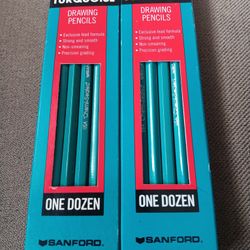 TURQUOISE
DRAWING
PENCILS
• Exclusive lead formula
• Strong and smooth
• Non-smearing
• Precision grading
ONE DOZEN
SANFORD
DRAWING
PENCILS
• Exclusive lead formula
• Strong and smooth
• Non-smearing
• Precision grading
ONE DOZEN
SANFORD